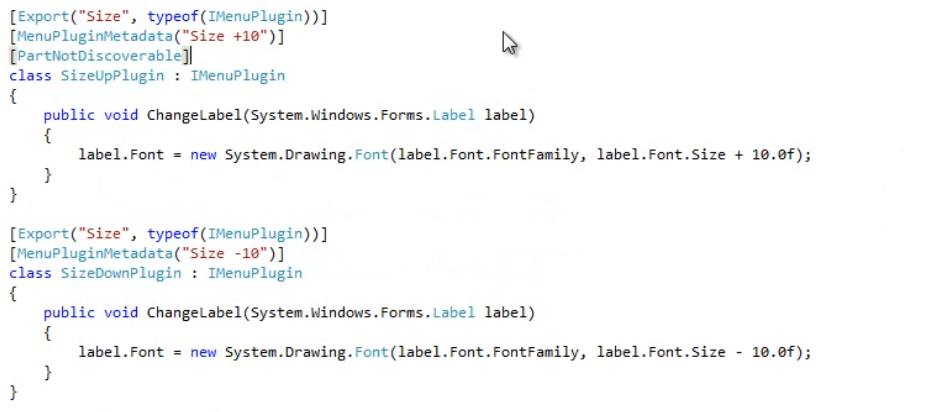 [Export("Size", typeof(IMenuPlugin))]
[MenuPluginMetadata("Size +10")]
[PartNotDiscoverable]
class SizeUpPlugin : IMenuPlugin
{
    public void ChangeLabel(System.Windows.Forms.Label label)
    {
        label.Font = new System.Drawing.Font(label.Font.FontFamily, label.Font.Size + 10.0f);
    }
}

[Export("Size", typeof(IMenuPlugin))]
[MenuPluginMetadata("Size -10")]
class SizeDownPlugin : IMenuPlugin
{
    public void ChangeLabel(System.Windows.Forms.Label label)
    {
        label.Font = new System.Drawing.Font(label.Font.FontFamily, label.Font.Size - 10.0f);
    }
}